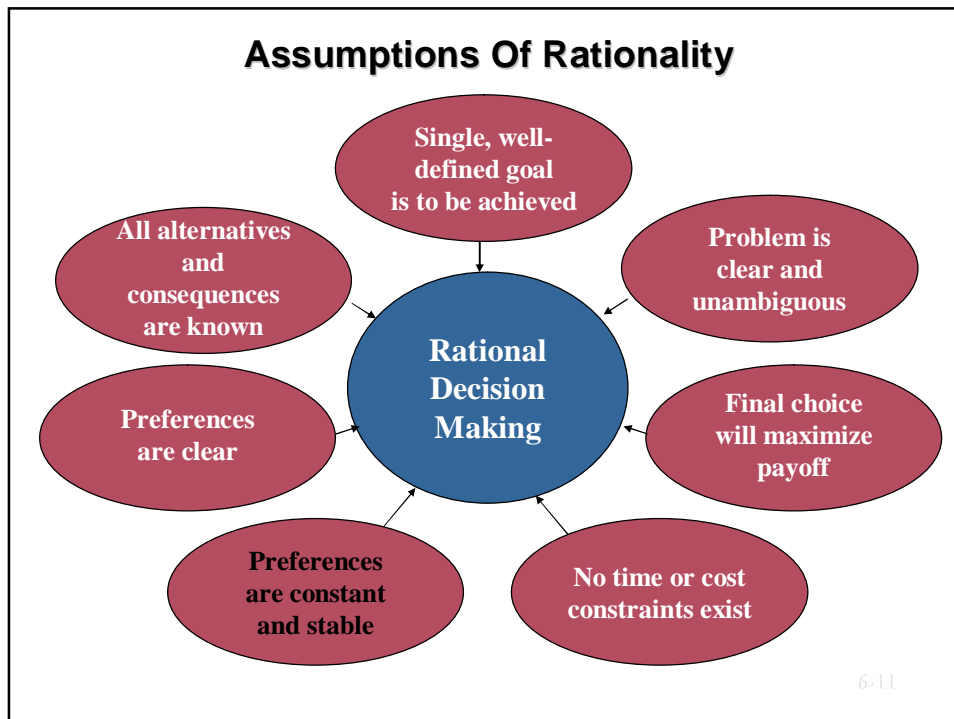 Assumptions Of Rationality
Single, well-
defined goal
is to be achieved
Problem is
clear and
unambiguous
Final choice
will maximize
payoff
No time or cost
constraints exist
Preferences
are constant
and stable
Preferences
are clear
All alternatives
and
consequences
are known
Rational
Decision
Making
6-11